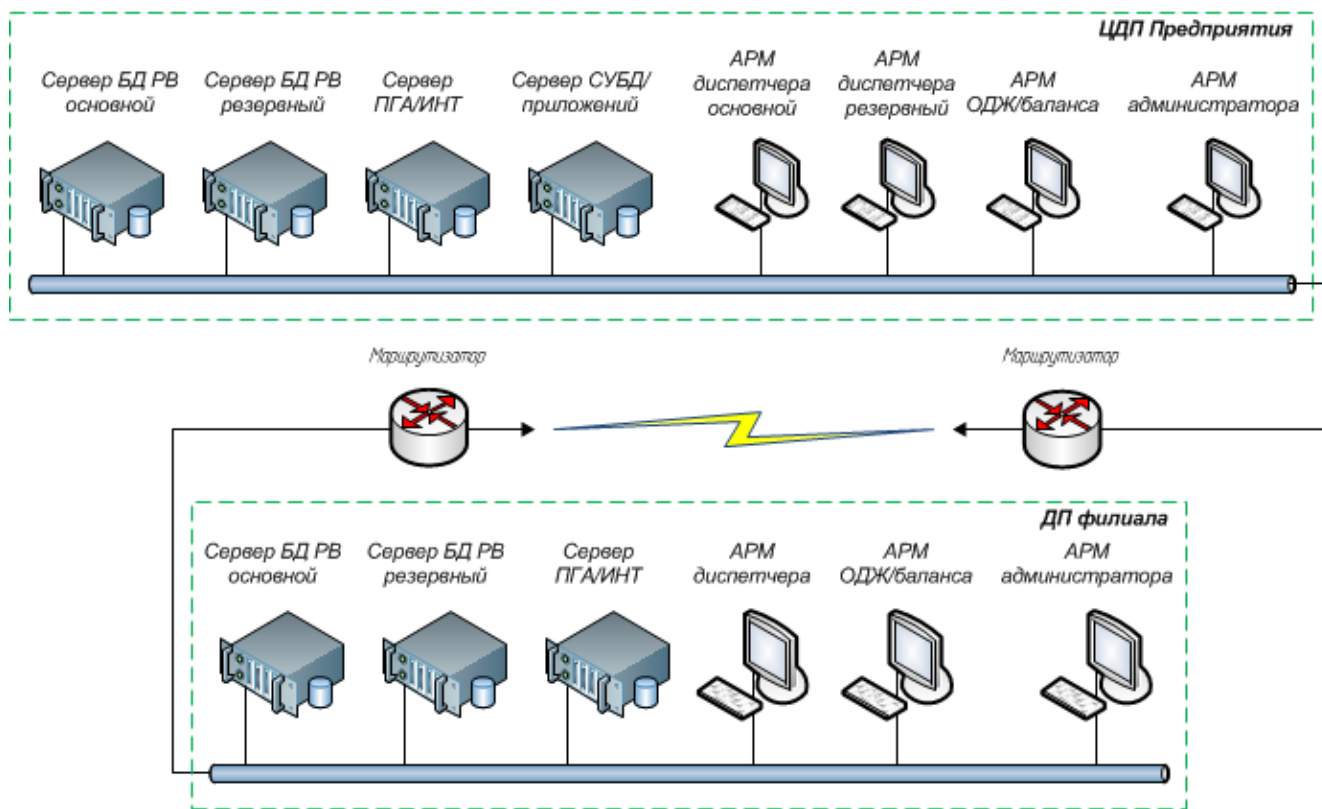 ЦДП Предприятия
Сервер БД РВ
основной
Сервер БД РВ
резервный
Сервер
ПГА/ИНТ
Сервер СУБД/
приложений
АРМ
диспетчера
основной
АРМ
диспетчера
резервный
АРМ
ОДЖ/баланса
АРМ
администратора
Маршрутизатор
Маршрутизатор
ДП филиала
Сервер БД РВ
основной
Сервер БД РВ
резервный
Сервер
ПГА/ИНТ
АРМ
диспетчера
АРМ
ОДЖ/баланса
АРМ
администратора